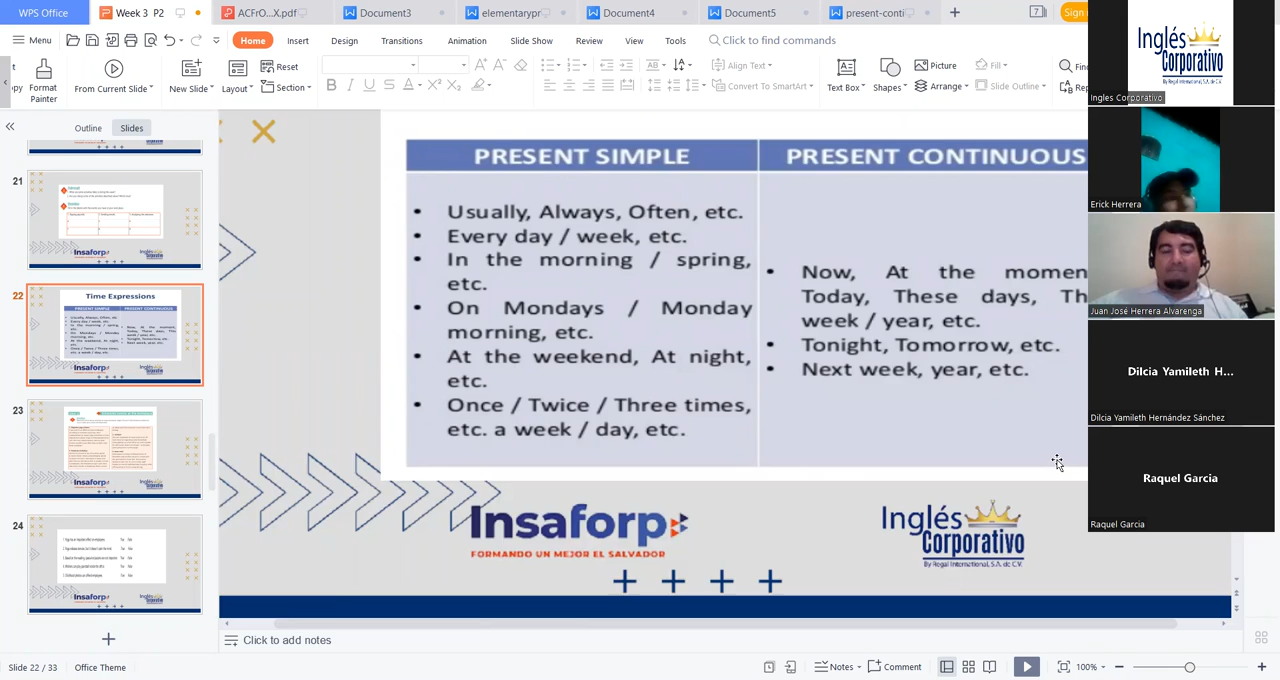 WPS Office
Week 3 P2
ACFrO...X.pdf
Document3
elementarypr
Document4
Document5
present-conti
Sign
Menu
Home
Insert
Design
Transitions
Animation
Slide Show
Review
View
Tools
Click to find commands
Format
Painter
From Current Slide
New Slide
Layout
Reset
Section
Align Text
Convert To SmartArt
Text Box
Shapes
Picture
Arrange
Fill
Slide Outline
Outline
Slides
21
22
23
24
Time Expressions
PRESENT SIMPLE
PRESENT CONTINUOUS
• Usually, Always, Often, etc.
• Every day / week, etc.
• In the morning / spring,
etc.
• On Mondays / Monday
morning, etc.
• At the weekend, At night,
etc.
• Once / Twice / Three times,
etc. a week / day, etc.
• Now, At the momen
Today, These days, Th
week / year, etc.
• Tonight, Tomorrow, etc.
• Next week, year, etc.
Insaforp
FORMANDO UN MEJOR EL SALVADOR
Inglés
Corporativo
By Regal International, S.A. de C.V.
Click to add notes
Slide 22 / 33
Office Theme
Notes
Comment
100%
Inglés
Corporativo
By Regal International, S.A. de C.V.
Ingles Corporativo
Erick Herrera
Juan José Herrera Alvarenga
Dilcia Yamileth H...
Dilcia Yamileth Hernández Sánchez
Raquel Garcia
Raquel Garcia